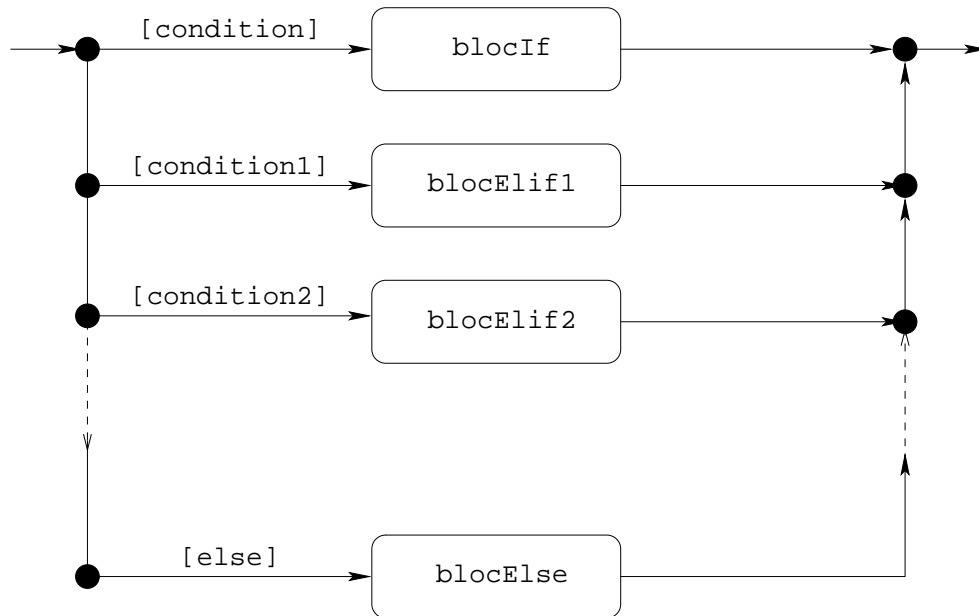 [condition]
blocIf
[condition1]
blocElif1
[condition2]
blocElif2
[else]
blocElse